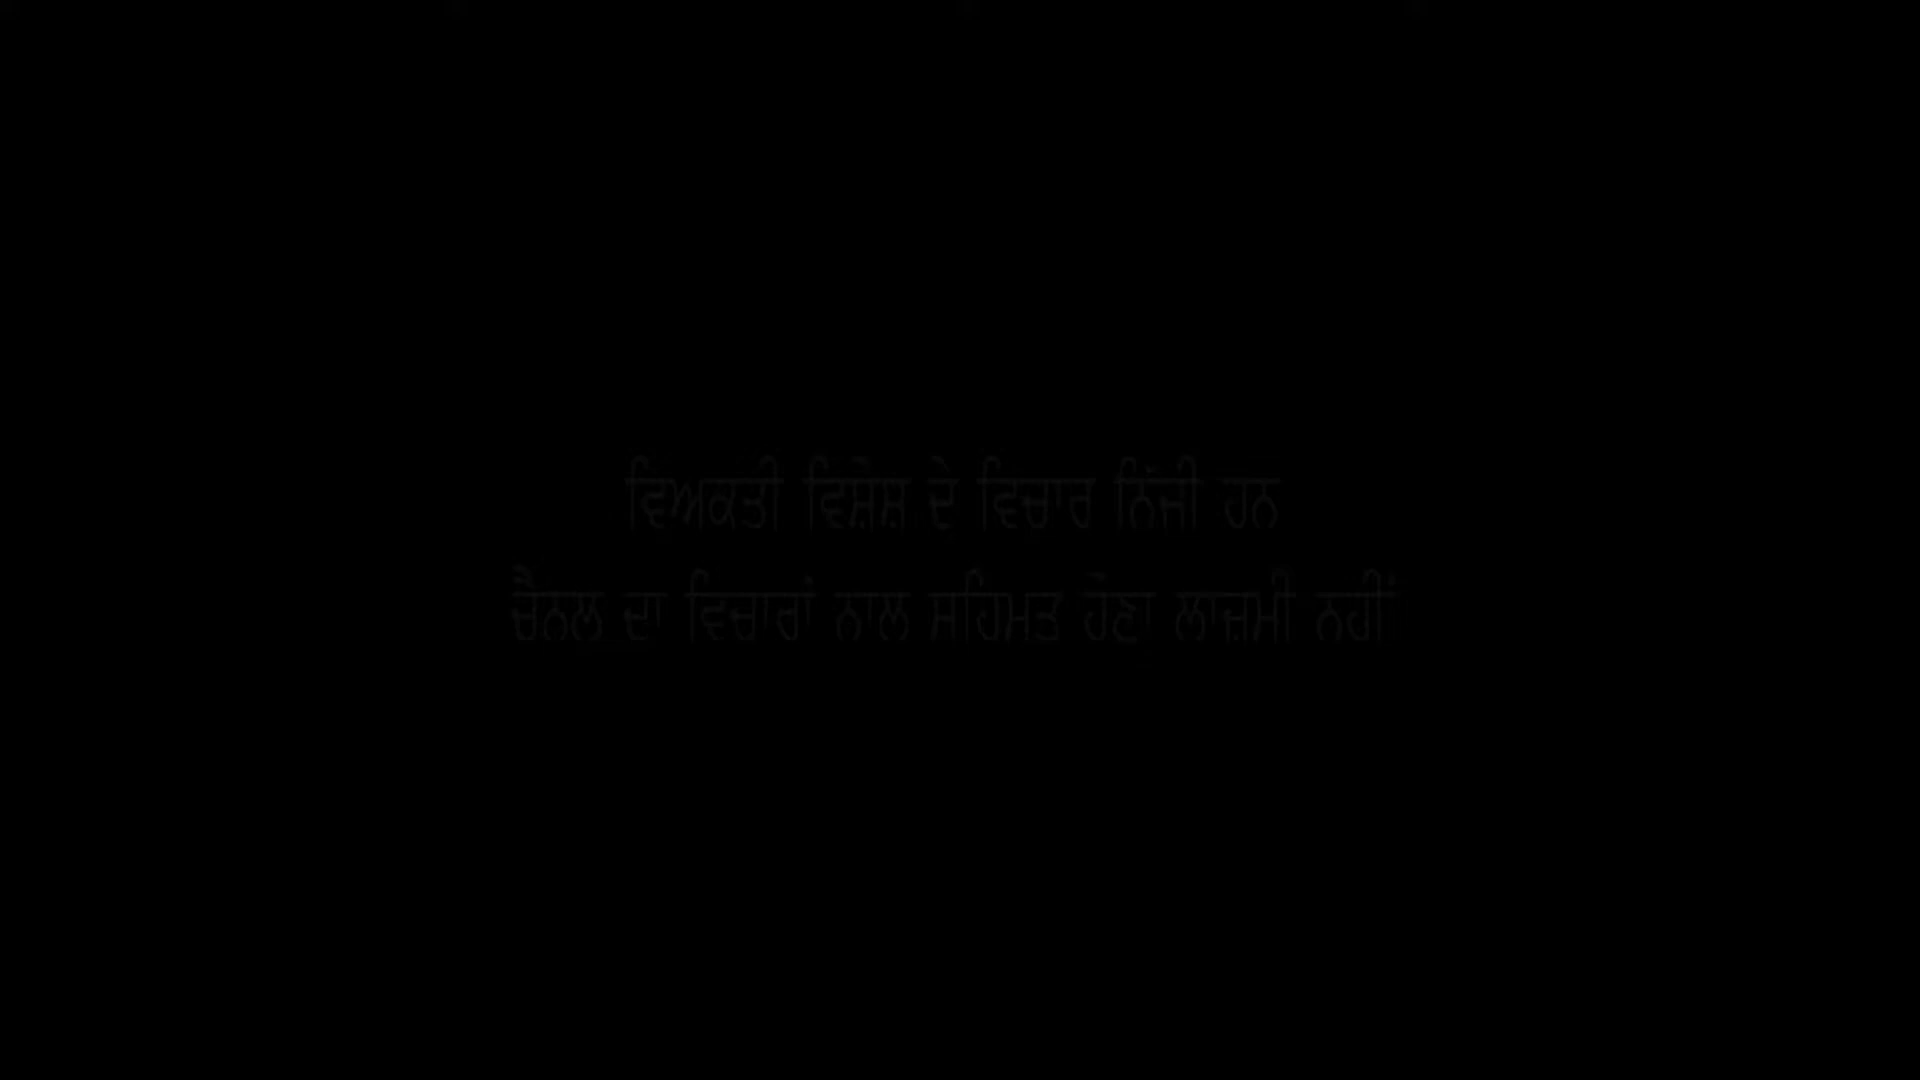 ਵਿਅਕਤੀ ਵਿਸ਼ੇਸ਼ ਦੇ ਵਿਚਾਰ ਨਿੱਜੀ ਹਨ
ਚੈਨਲ ਦਾ ਵਿਚਾਰਾਂ ਨਾਲ ਸਹਿਮਤ ਹੋਣਾ ਲਾਜ਼ਮੀ ਨਹੀਂ